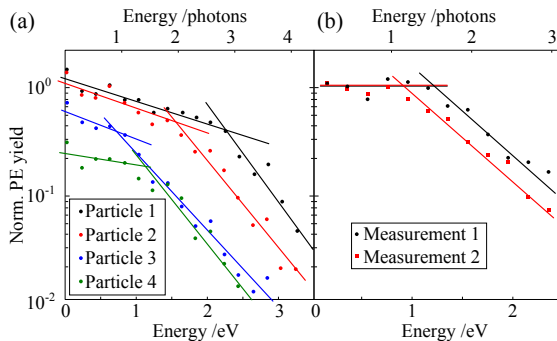 (a)
Energy /photons
0 1 2 3 4
Norm. PE yield
10^0
10^-1
10^-2
Particle 1
Particle 2
Particle 3
Particle 4
0 1 2 3
Energy /eV
(b)
Energy /photons
0 1 2 3
Measurement 1
Measurement 2
0 1 2
Energy /eV